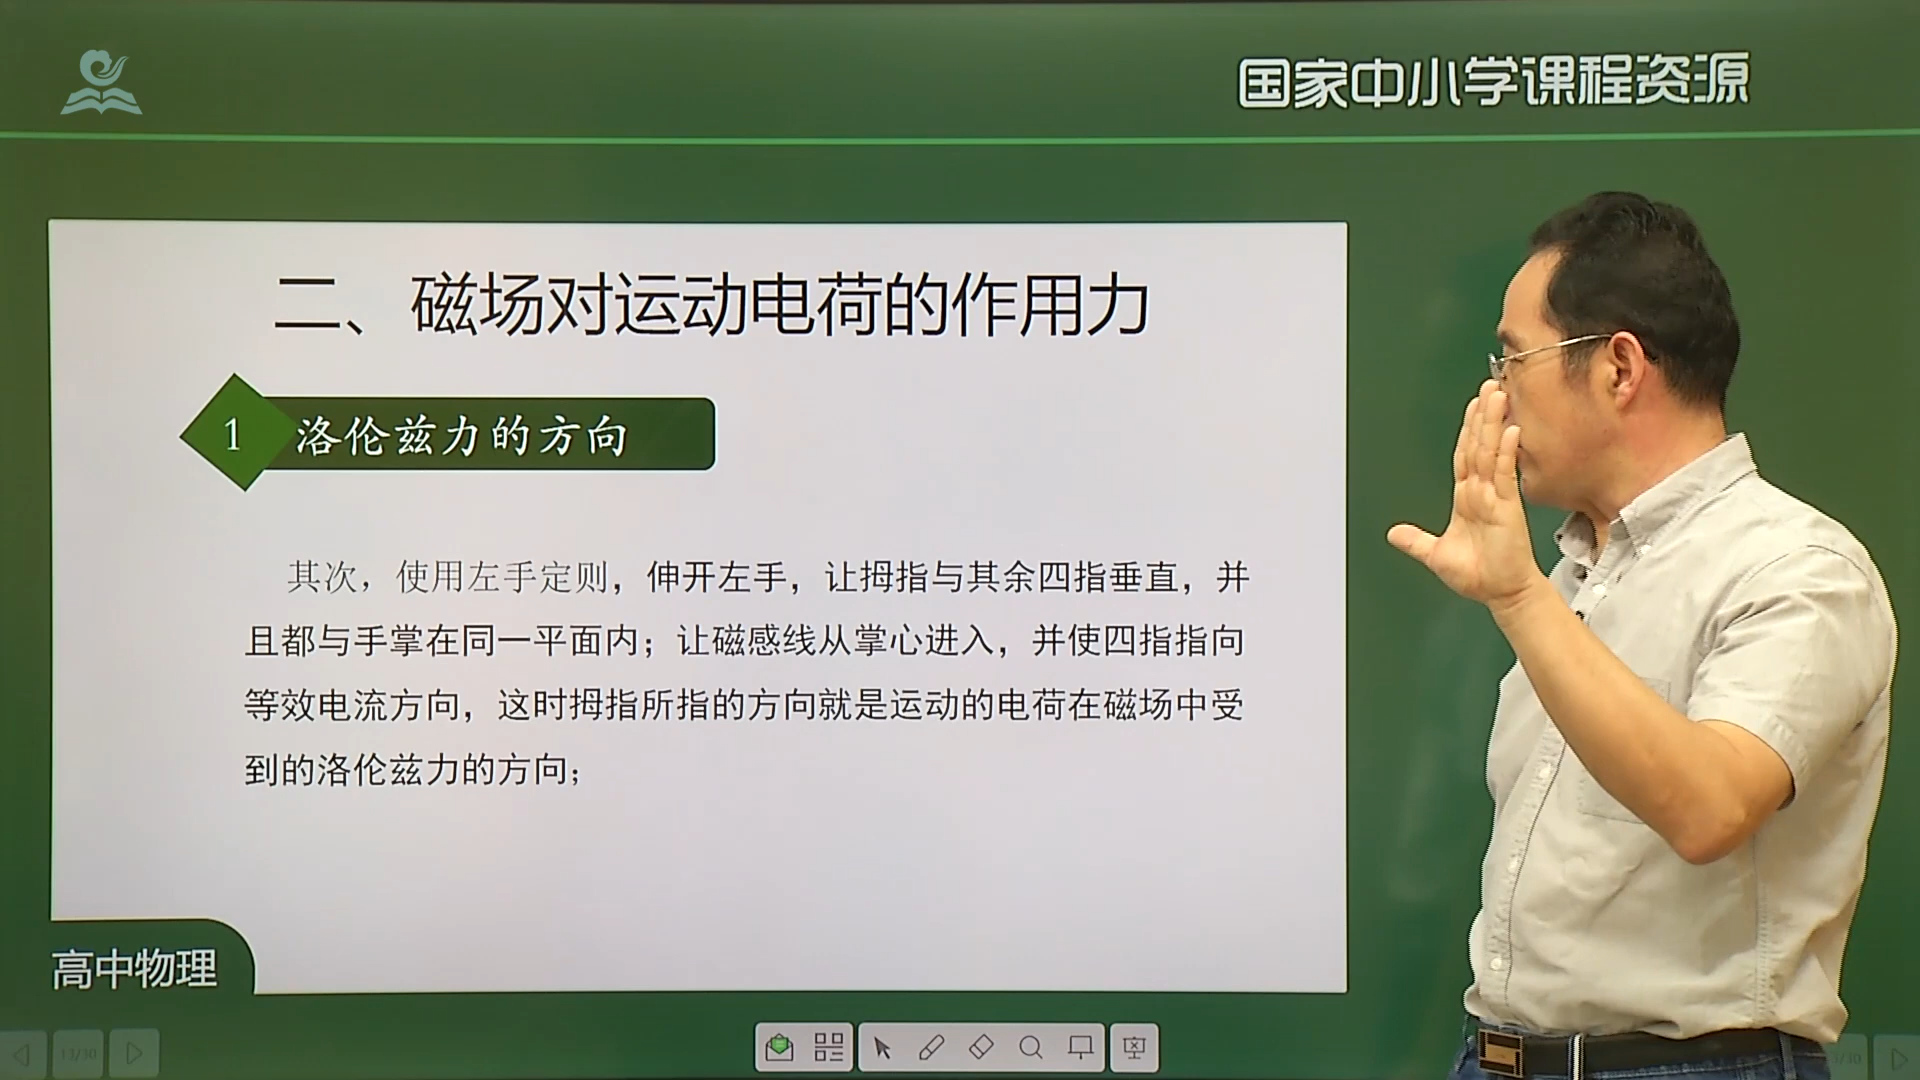 国家中小学课程资源
二、磁场对运动电荷的作用力
1 洛伦兹力的方向
其次，使用左手定则，伸开左手，让拇指与其余四指垂直，并
且都与手掌在同一平面内；让磁感线从掌心进入，并使四指指向
等效电流方向，这时拇指所指的方向就是运动的电荷在磁场中受
到的洛伦兹力的方向；
高中物理
13/30